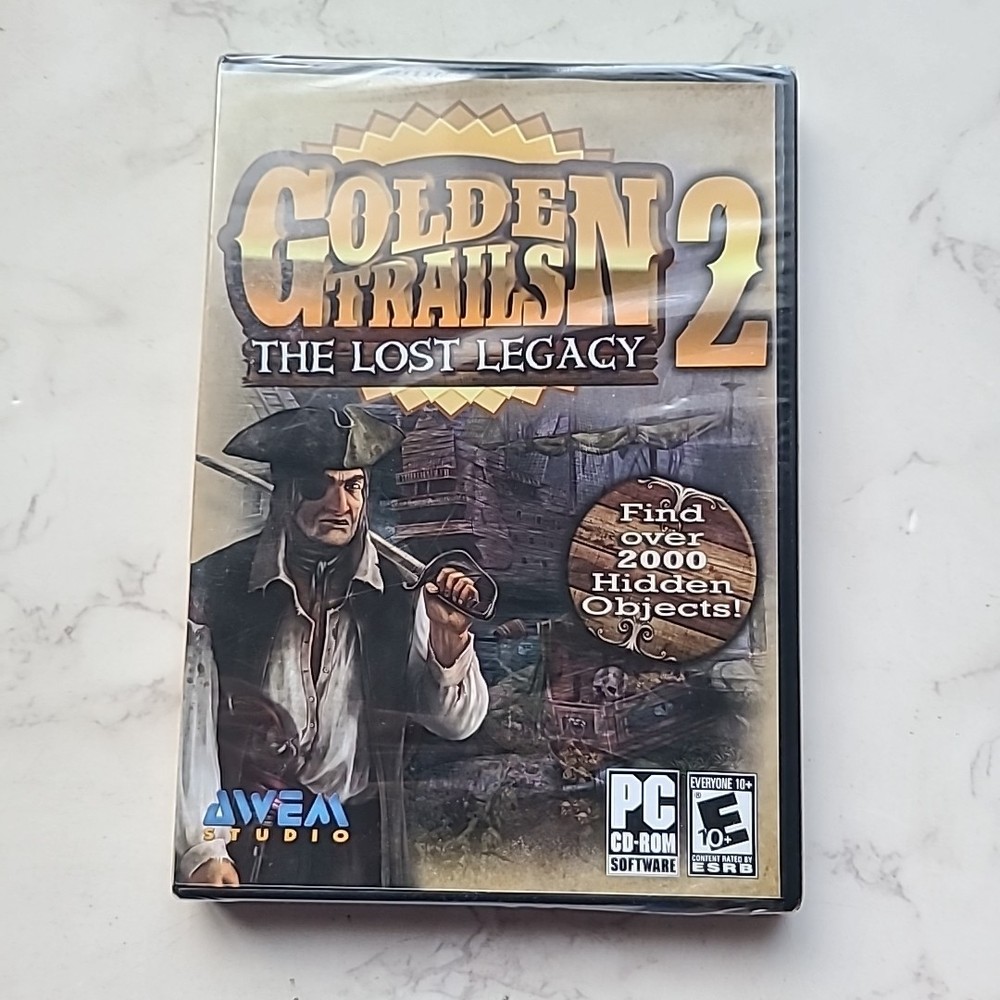 GOLDEN
TRAILS 2
THE LOST LEGACY
Find
over
2000
Hidden
Objects!
AWEM
STUDIO
PC
CD-ROM
SOFTWARE
EVERYONE 10+
E
10+
®
CONTENT RATED BY
ESRB